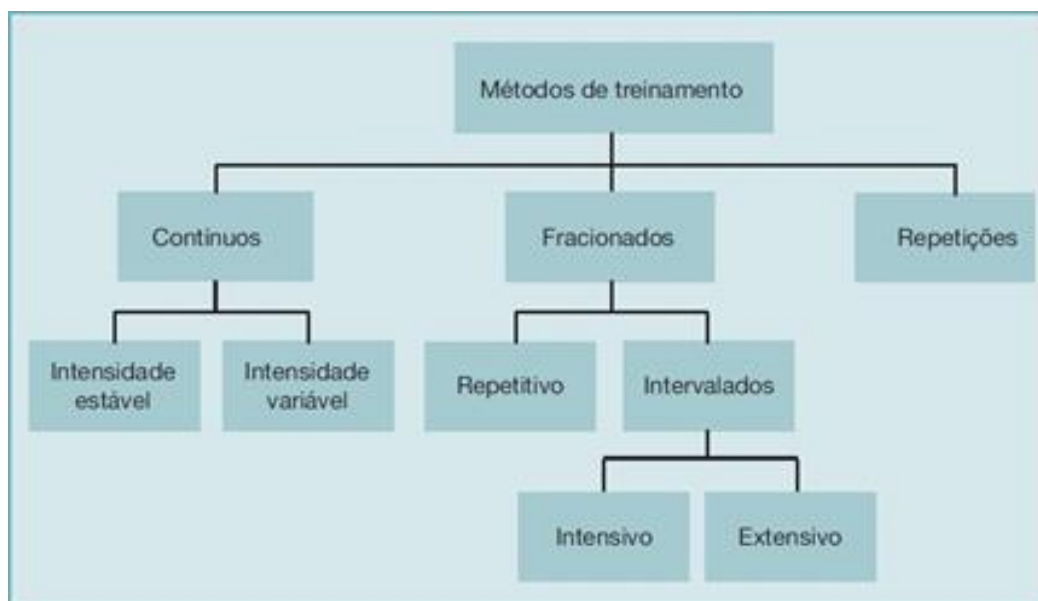 Métodos de treinamento
Contínuos
Fracionados
Repetições
Intensidade
estável
Intensidade
variável
Repetitivo
Intervalados
Intensivo
Extensivo